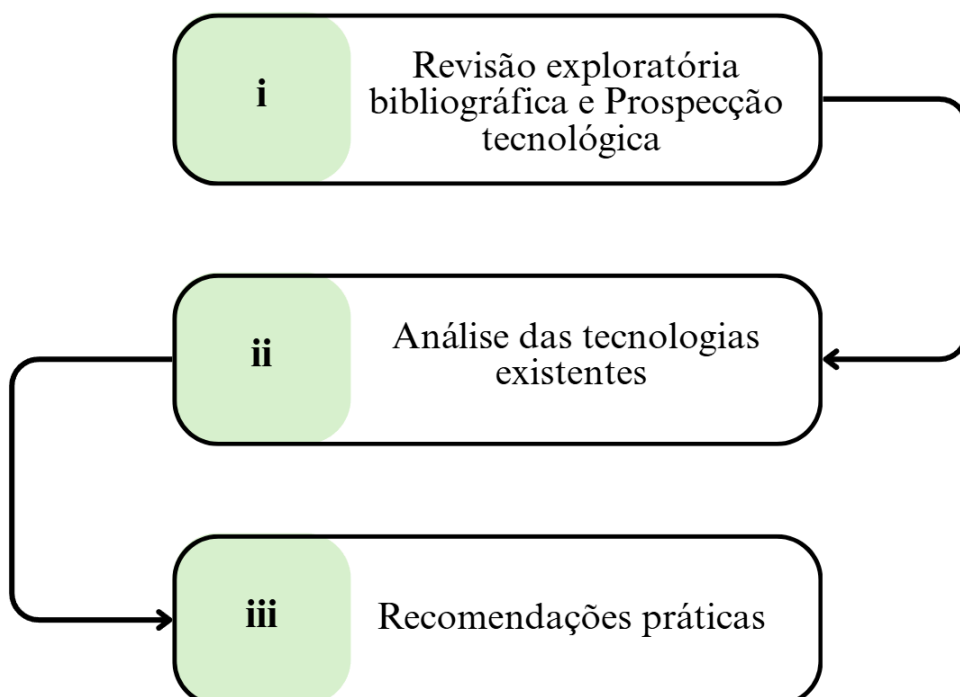 i
Revisão exploratória
bibliográfica e Prospecção
tecnológica
ii
Análise das tecnologias
existentes
iii
Recomendações práticas